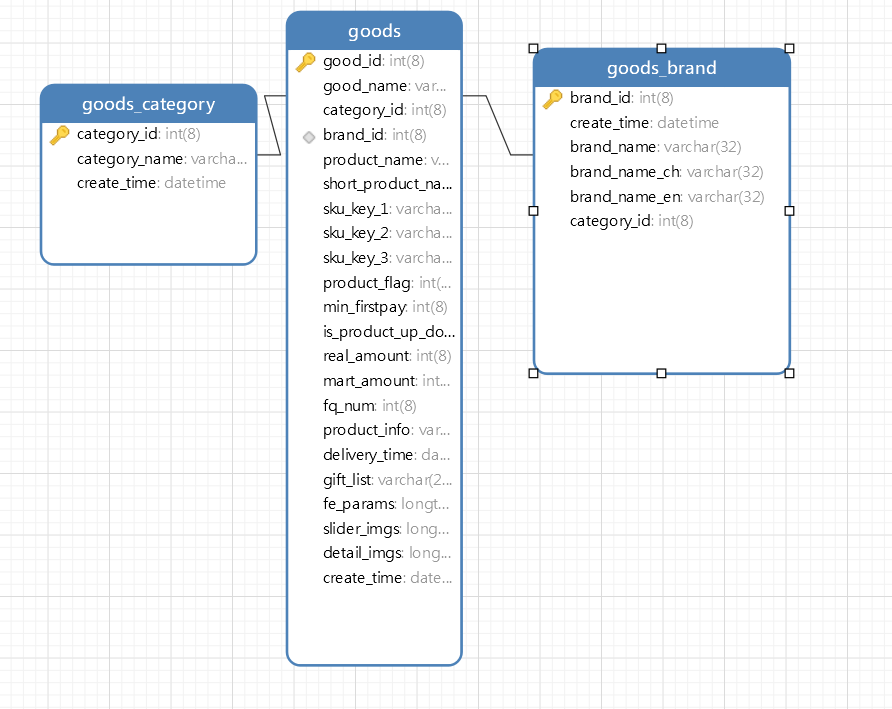 goods_category
category_id: int(8)
category_name: varcha...
create_time: datetime
goods
good_id: int(8)
good_name: var...
category_id: int(8)
brand_id: int(8)
product_name: v...
short_product_na...
sku_key_1: varcha...
sku_key_2: varcha...
sku_key_3: varcha...
product_flag: int(...
min_firstpay: int(8)
is_product_up_do...
real_amount: int(8)
mart_amount: int...
fq_num: int(8)
product_info: var...
delivery_time: da...
gift_list: varchar(2...
fe_params: longt...
slider_imgs: long...
detail_imgs: long...
create_time: date...
goods_brand
brand_id: int(8)
create_time: datetime
brand_name: varchar(32)
brand_name_ch: varchar(32)
brand_name_en: varchar(32)
category_id: int(8)